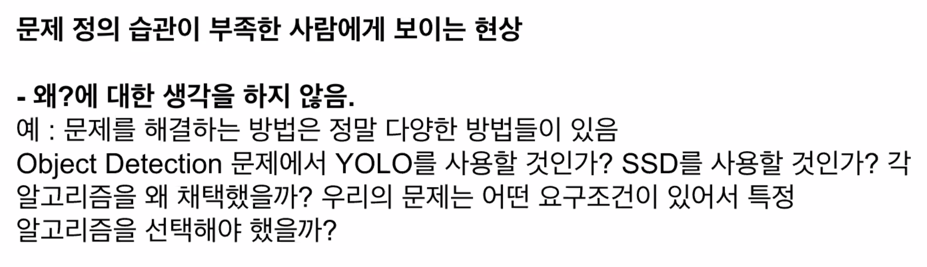 문제 정의 습관이 부족한 사람에게 보이는 현상
- 왜?에 대한 생각을 하지 않음.
예 : 문제를 해결하는 방법은 정말 다양한 방법들이 있음
Object Detection 문제에서 YOLO를 사용할 것인가? SSD를 사용할 것인가? 각
알고리즘을 왜 채택했을까? 우리의 문제는 어떤 요구조건이 있어서 특정
알고리즘을 선택해야 했을까?